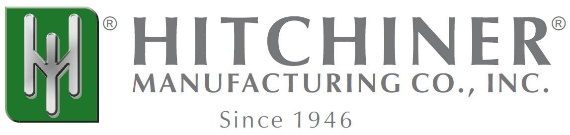 ® HITCHINER®
MANUFACTURING CO., INC.
Since 1946